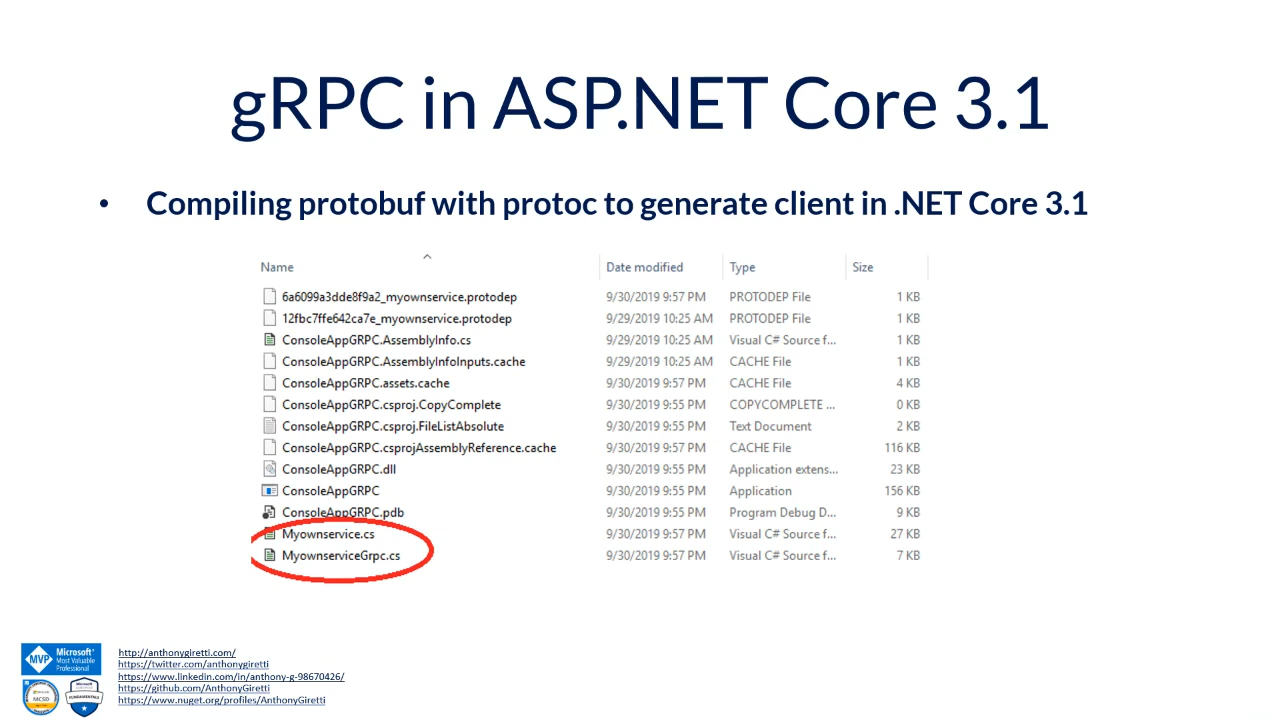 gRPC in ASP.NET Core 3.1
• Compiling protobuf with protoc to generate client in .NET Core 3.1
Name Date modified Type Size
6a6099a3dde8f9a2_myownservice.protodep 9/30/2019 9:57 PM PROTODEP File 1 KB
12fbc7ffe642ca7e_myownservice.protodep 9/29/2019 10:25 AM PROTODEP File 1 KB
ConsoleAppGRPC.AssemblyInfo.cs 9/29/2019 10:25 AM Visual C# Source f... 1 KB
ConsoleAppGRPC.AssemblyInfoInputs.cache 9/29/2019 10:25 AM CACHE File 1 KB
ConsoleAppGRPC.assets.cache 9/30/2019 9:57 PM CACHE File 4 KB
ConsoleAppGRPC.csproj.CopyComplete 9/30/2019 9:55 PM COPYCOMPLETE ... 0 KB
ConsoleAppGRPC.csproj.FileListAbsolute 9/30/2019 9:55 PM Text Document 2 KB
ConsoleAppGRPC.csprojAssemblyReference.cache 9/30/2019 9:57 PM CACHE File 116 KB
ConsoleAppGRPC.dll 9/30/2019 9:55 PM Application extens... 23 KB
ConsoleAppGRPC 9/30/2019 9:55 PM Application 156 KB
ConsoleAppGRPC.pdb 9/30/2019 9:55 PM Program Debug D... 9 KB
Myownservice.cs 9/30/2019 9:57 PM Visual C# Source f... 27 KB
MyownserviceGrpc.cs 9/30/2019 9:57 PM Visual C# Source f... 7 KB
MVP
Microsoft®
Most Valuable
Professional
MCSD
Microsoft
FUNDAMENTALS
http://anthonygiretti.com/
https://twitter.com/anthonygiretti
https://www.linkedin.com/in/anthony-g-98670426/
https://github.com/AnthonyGiretti
https://www.nuget.org/profiles/AnthonyGiretti